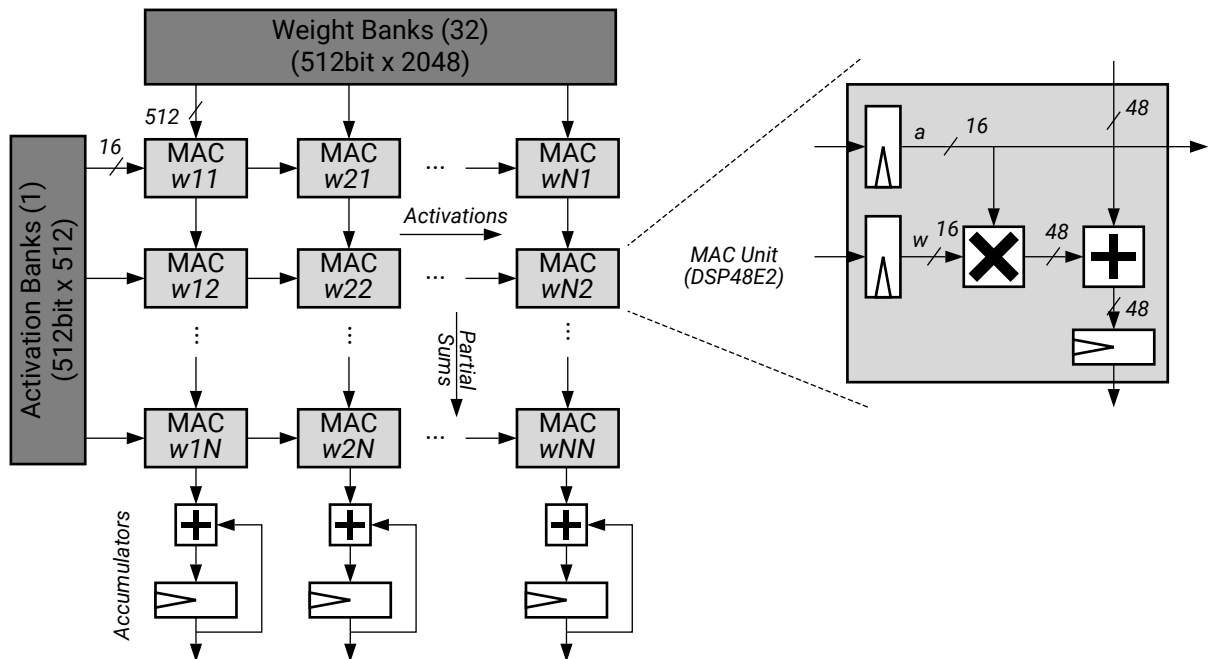 Weight Banks (32)
(512bit x 2048)
512
16
Activation Banks (1)
(512bit x 512)
MAC
w11
MAC
w21
...
MAC
wN1
Activations
MAC
w12
MAC
w22
...
MAC
wN2
...
...
...
Partial
Sums
MAC
w1N
MAC
w2N
...
MAC
wNN
Accumulators
MAC Unit
(DSP48E2)
a
16
48
w
16
48
48